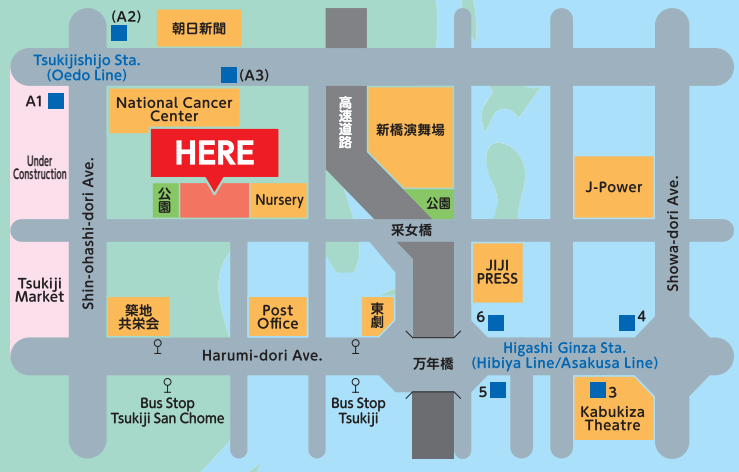 (A2)
朝日新聞
Tsukijishijo Sta.
(Oedo Line)
(A3)
A1
National Cancer
Center
高速道路
新橋演舞場
HERE
Under
Construction
Shin-ohashi-dori Ave.
公園
Nursery
公園
J-Power
Showa-dori Ave.
采女橋
Tsukiji
Market
JIJI
PRESS
築地
共栄会
Post
Office
東劇
6
4
Harumi-dori Ave.
万年橋
Higashi Ginza Sta.
(Hibiya Line/Asakusa Line)
Bus Stop
Tsukiji San Chome
Bus Stop
Tsukiji
5
3
Kabukiza
Theatre